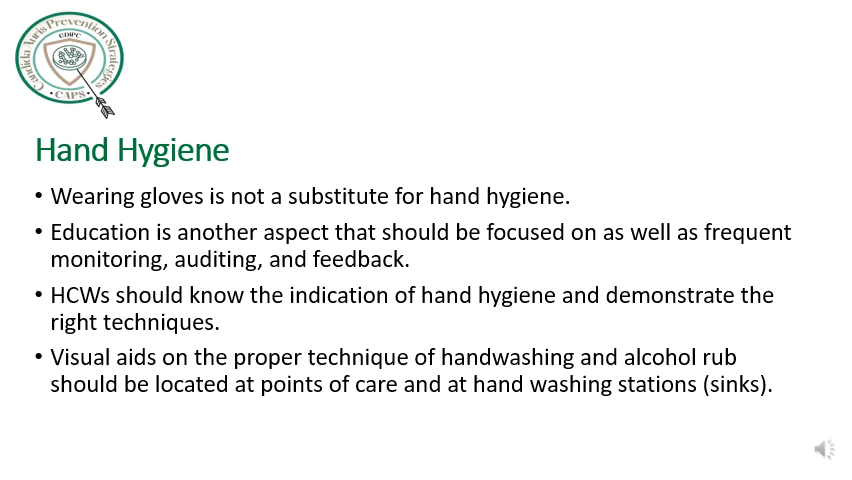 Candida Auris Prevention Strategies
GDIPC
• CAPS •
Hand Hygiene
• Wearing gloves is not a substitute for hand hygiene.
• Education is another aspect that should be focused on as well as frequent
monitoring, auditing, and feedback.
• HCWs should know the indication of hand hygiene and demonstrate the
right techniques.
• Visual aids on the proper technique of handwashing and alcohol rub
should be located at points of care and at hand washing stations (sinks).